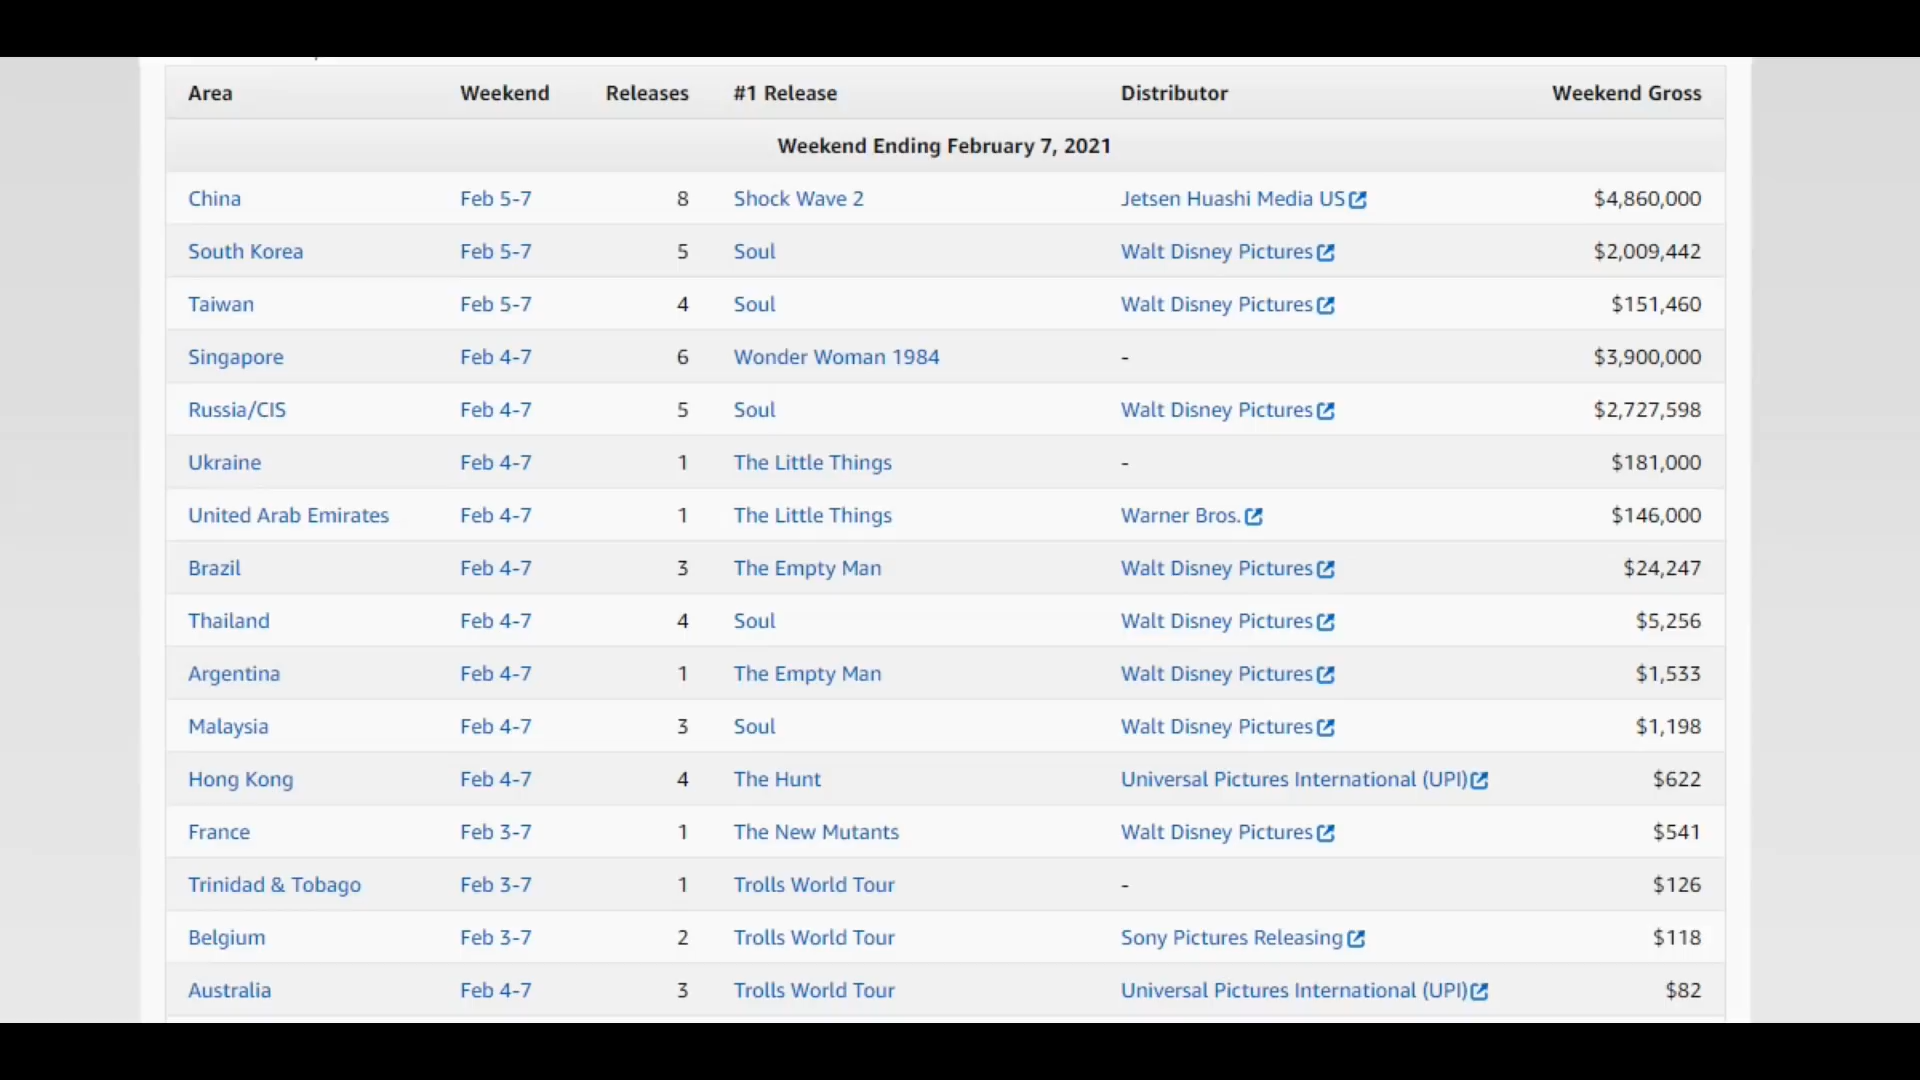 Area Weekend Releases #1 Release Distributor Weekend Gross
Weekend Ending February 7, 2021
China Feb 5-7 8 Shock Wave 2 Jetsen Huashi Media US $4,860,000
South Korea Feb 5-7 5 Soul Walt Disney Pictures $2,009,442
Taiwan Feb 5-7 4 Soul Walt Disney Pictures $151,460
Singapore Feb 4-7 6 Wonder Woman 1984 - $3,900,000
Russia/CIS Feb 4-7 5 Soul Walt Disney Pictures $2,727,598
Ukraine Feb 4-7 1 The Little Things - $181,000
United Arab Emirates Feb 4-7 1 The Little Things Warner Bros. $146,000
Brazil Feb 4-7 3 The Empty Man Walt Disney Pictures $24,247
Thailand Feb 4-7 4 Soul Walt Disney Pictures $5,256
Argentina Feb 4-7 1 The Empty Man Walt Disney Pictures $1,533
Malaysia Feb 4-7 3 Soul Walt Disney Pictures $1,198
Hong Kong Feb 4-7 4 The Hunt Universal Pictures International (UPI) $622
France Feb 3-7 1 The New Mutants Walt Disney Pictures $541
Trinidad & Tobago Feb 3-7 1 Trolls World Tour - $126
Belgium Feb 3-7 2 Trolls World Tour Sony Pictures Releasing $118
Australia Feb 4-7 3 Trolls World Tour Universal Pictures International (UPI) $82